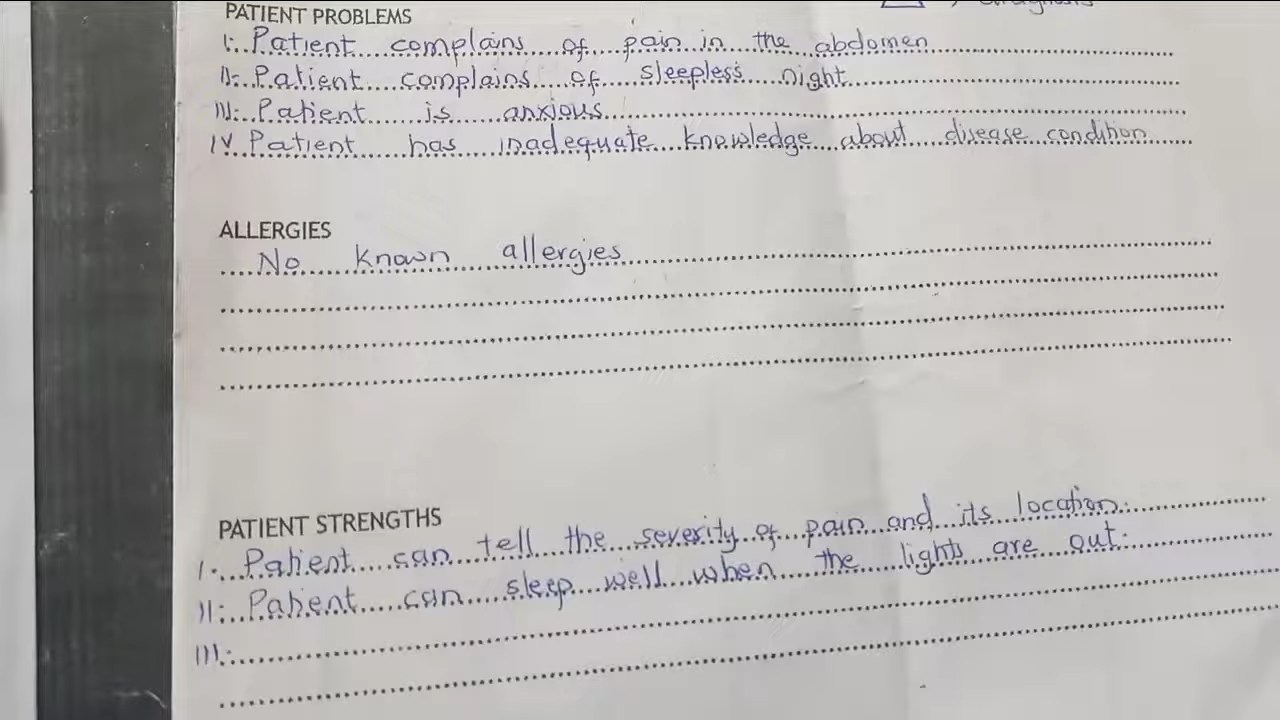 PATIENT PROBLEMS
I:. Patient complains of pain in the abdomen
II:. Patient complains of sleepless night
III:. Patient is anxious
IV Patient has inadequate knowledge about disease condition
ALLERGIES
No known allergies
PATIENT STRENGTHS
I:. Patient can tell the severity of pain and its location.
II:. Patient can sleep well when the lights are out.
III:.